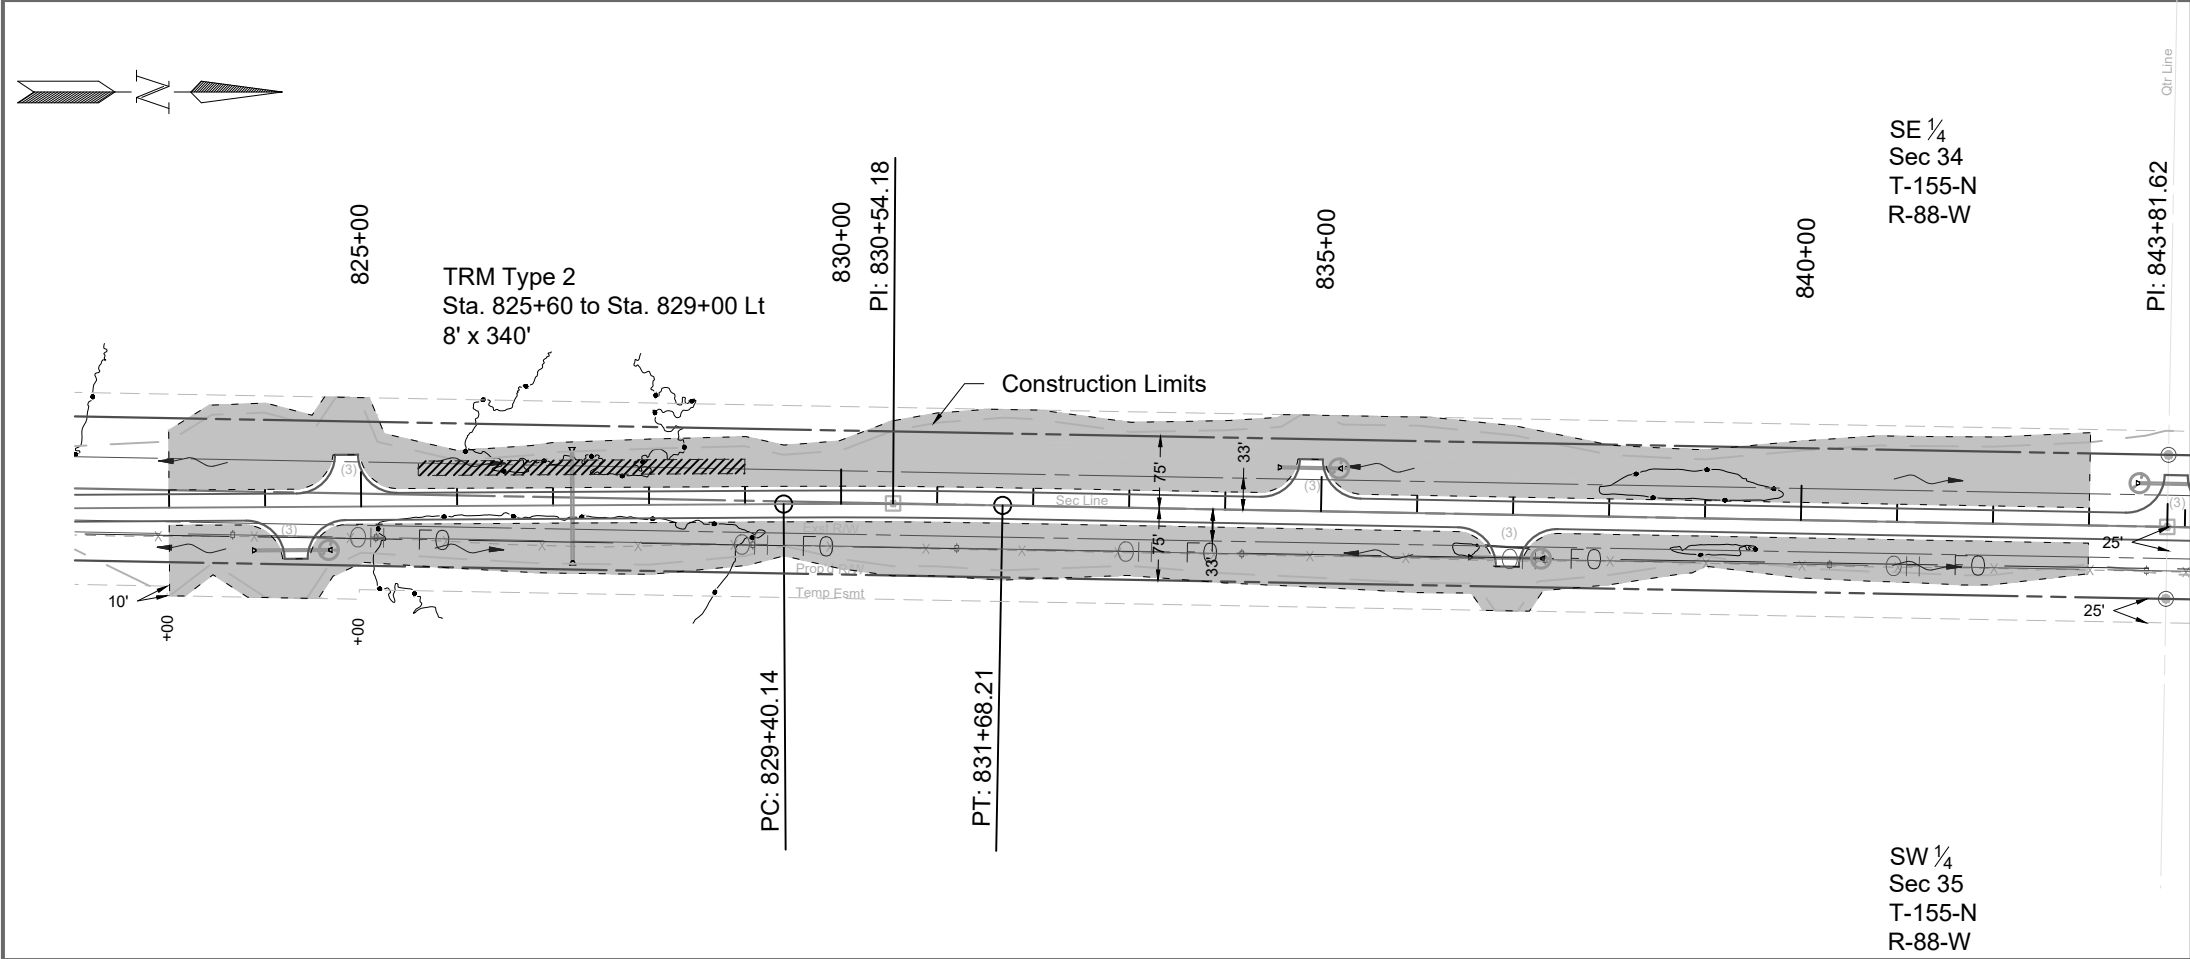 N
Qtr Line
SE 1/4
Sec 34
T-155-N
R-88-W
825+00
830+00
PI: 830+54.18
835+00
840+00
PI: 843+81.62
TRM Type 2
Sta. 825+60 to Sta. 829+00 Lt
8' x 340'
Construction Limits
75'
33'
(3)
(3)
(3)
Sec Line
(3)
(3)
Exst R/W
OH
FO
OH
FO
OH
FO
FO
OH
FO
75'
33'
25'
Prop'd R/W
Temp Esmt
10'
25'
+00
+00
PC: 829+40.14
PT: 831+68.21
SW 1/4
Sec 35
T-155-N
R-88-W